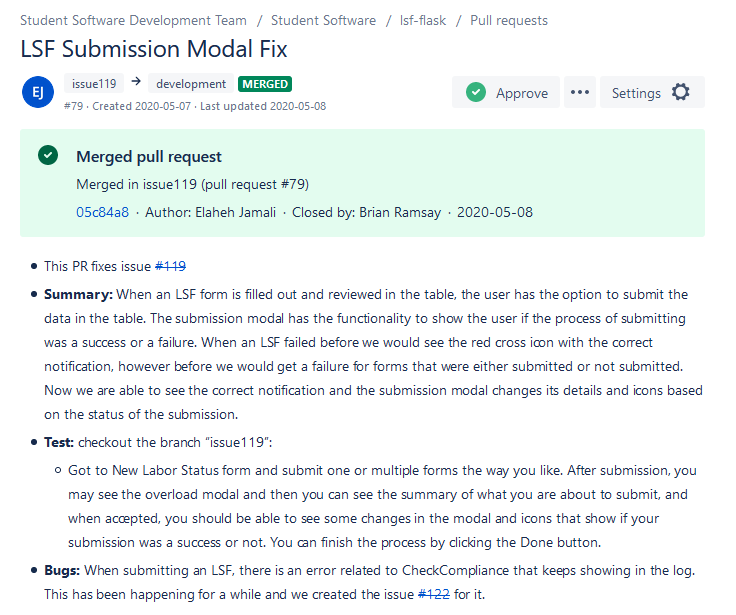 Student Software Development Team / Student Software / lsf-flask / Pull requests
LSF Submission Modal Fix
EJ
issue119 → development MERGED
#79 · Created 2020-05-07 · Last updated 2020-05-08
Approve ••• Settings
Merged pull request
Merged in issue119 (pull request #79)
05c84a8 · Author: Elaheh Jamali · Closed by: Brian Ramsay · 2020-05-08
• This PR fixes issue #119
• Summary: When an LSF form is filled out and reviewed in the table, the user has the option to submit the
data in the table. The submission modal has the functionality to show the user if the process of submitting
was a success or a failure. When an LSF failed before we would see the red cross icon with the correct
notification, however before we would get a failure for forms that were either submitted or not submitted.
Now we are able to see the correct notification and the submission modal changes its details and icons based
on the status of the submission.
• Test: checkout the branch “issue119”:
◦ Got to New Labor Status form and submit one or multiple forms the way you like. After submission, you
may see the overload modal and then you can see the summary of what you are about to submit, and
when accepted, you should be able to see some changes in the modal and icons that show if your
submission was a success or not. You can finish the process by clicking the Done button.
• Bugs: When submitting an LSF, there is an error related to CheckCompliance that keeps showing in the log.
This has been happening for a while and we created the issue #122 for it.